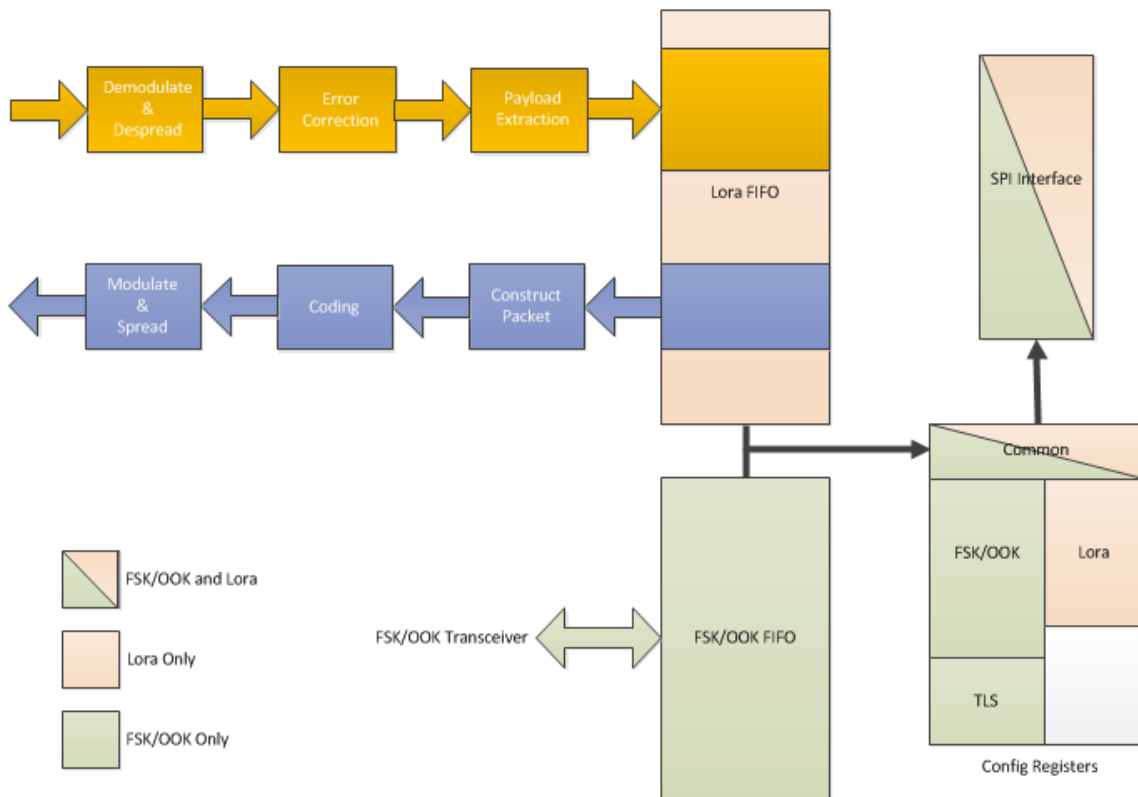 Demodulate
&
Despread
Error
Correction
Payload
Extraction
Lora FIFO
SPI Interface
Modulate
&
Spread
Coding
Construct
Packet
Common
FSK/OOK
Lora
TLS
Config Registers
FSK/OOK FIFO
FSK/OOK Transceiver
FSK/OOK and Lora
Lora Only
FSK/OOK Only